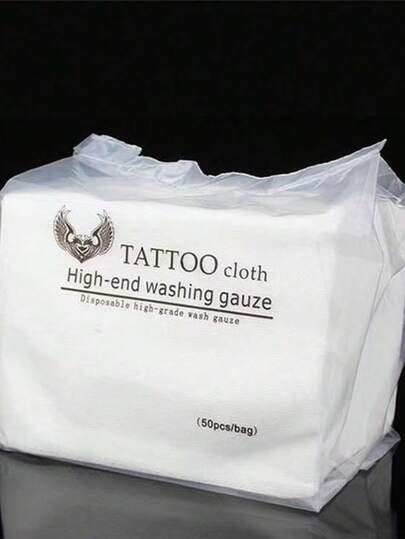 TATTOO cloth
High-end washing gauze
Disposable high-grade wash gauze
(50pcs/bag)